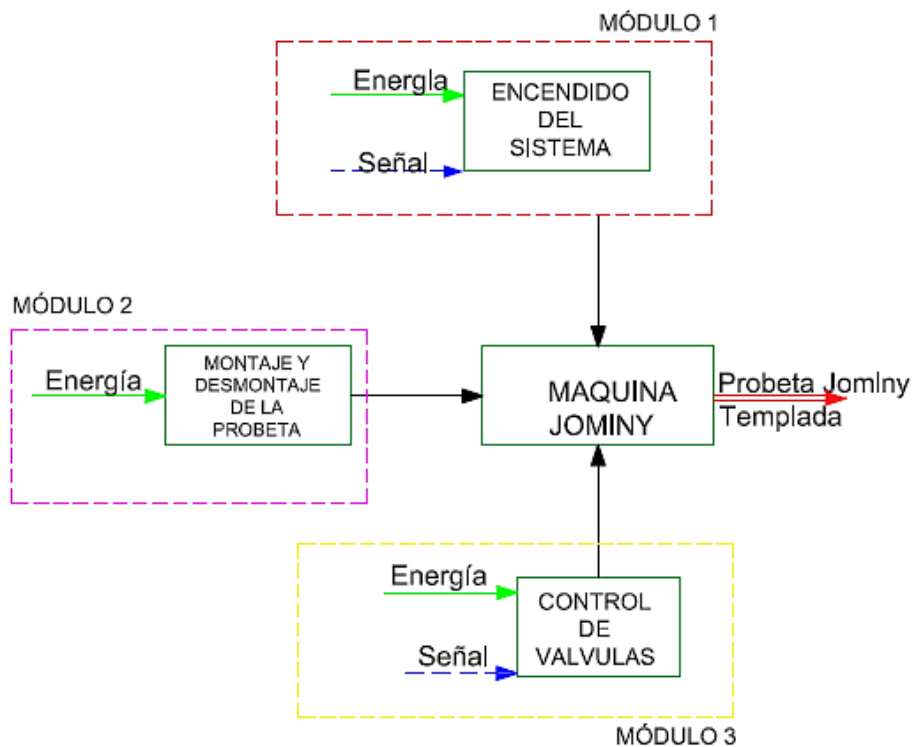 MÓDULO 1
Energía
ENCENDIDO
DEL
SISTEMA
Señal
MÓDULO 2
Energía
MONTAJE Y
DESMONTAJE
DE LA
PROBETA
MAQUINA
JOMINY
Probeta Jominy
Templada
Energía
CONTROL
DE
VALVULAS
Señal
MÓDULO 3